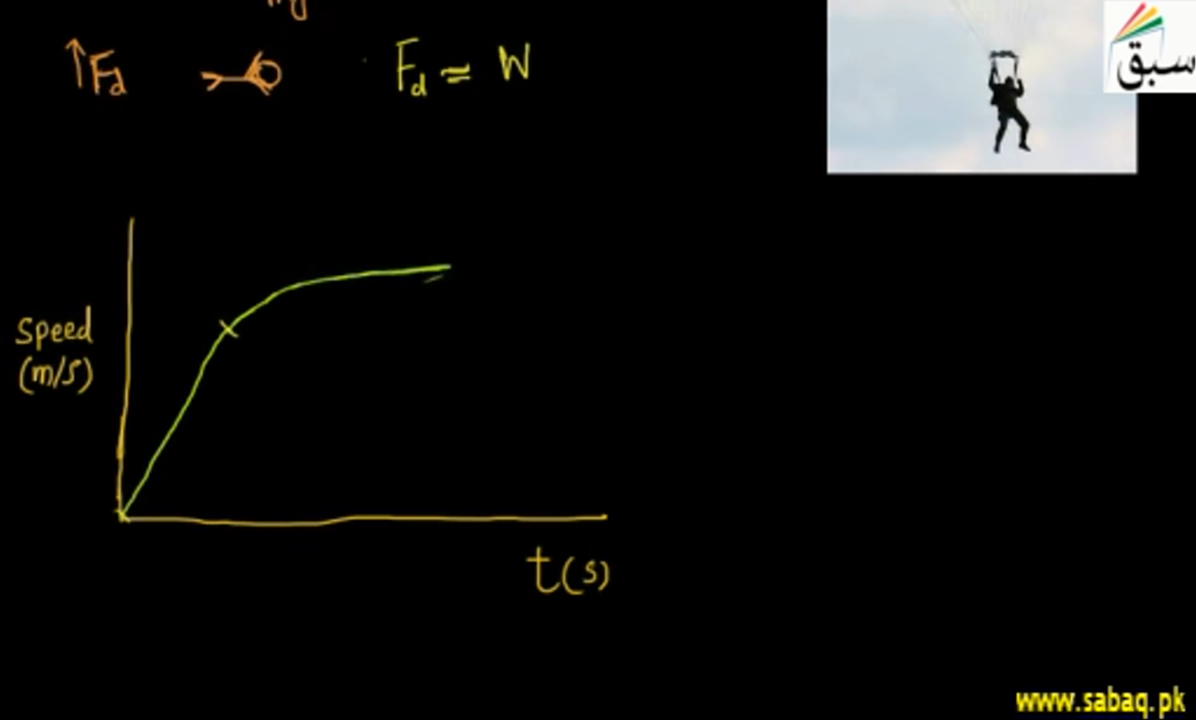 ↑Fd
Fd = W
سبق
speed
(m/s)
t(s)
www.sabaq.pk